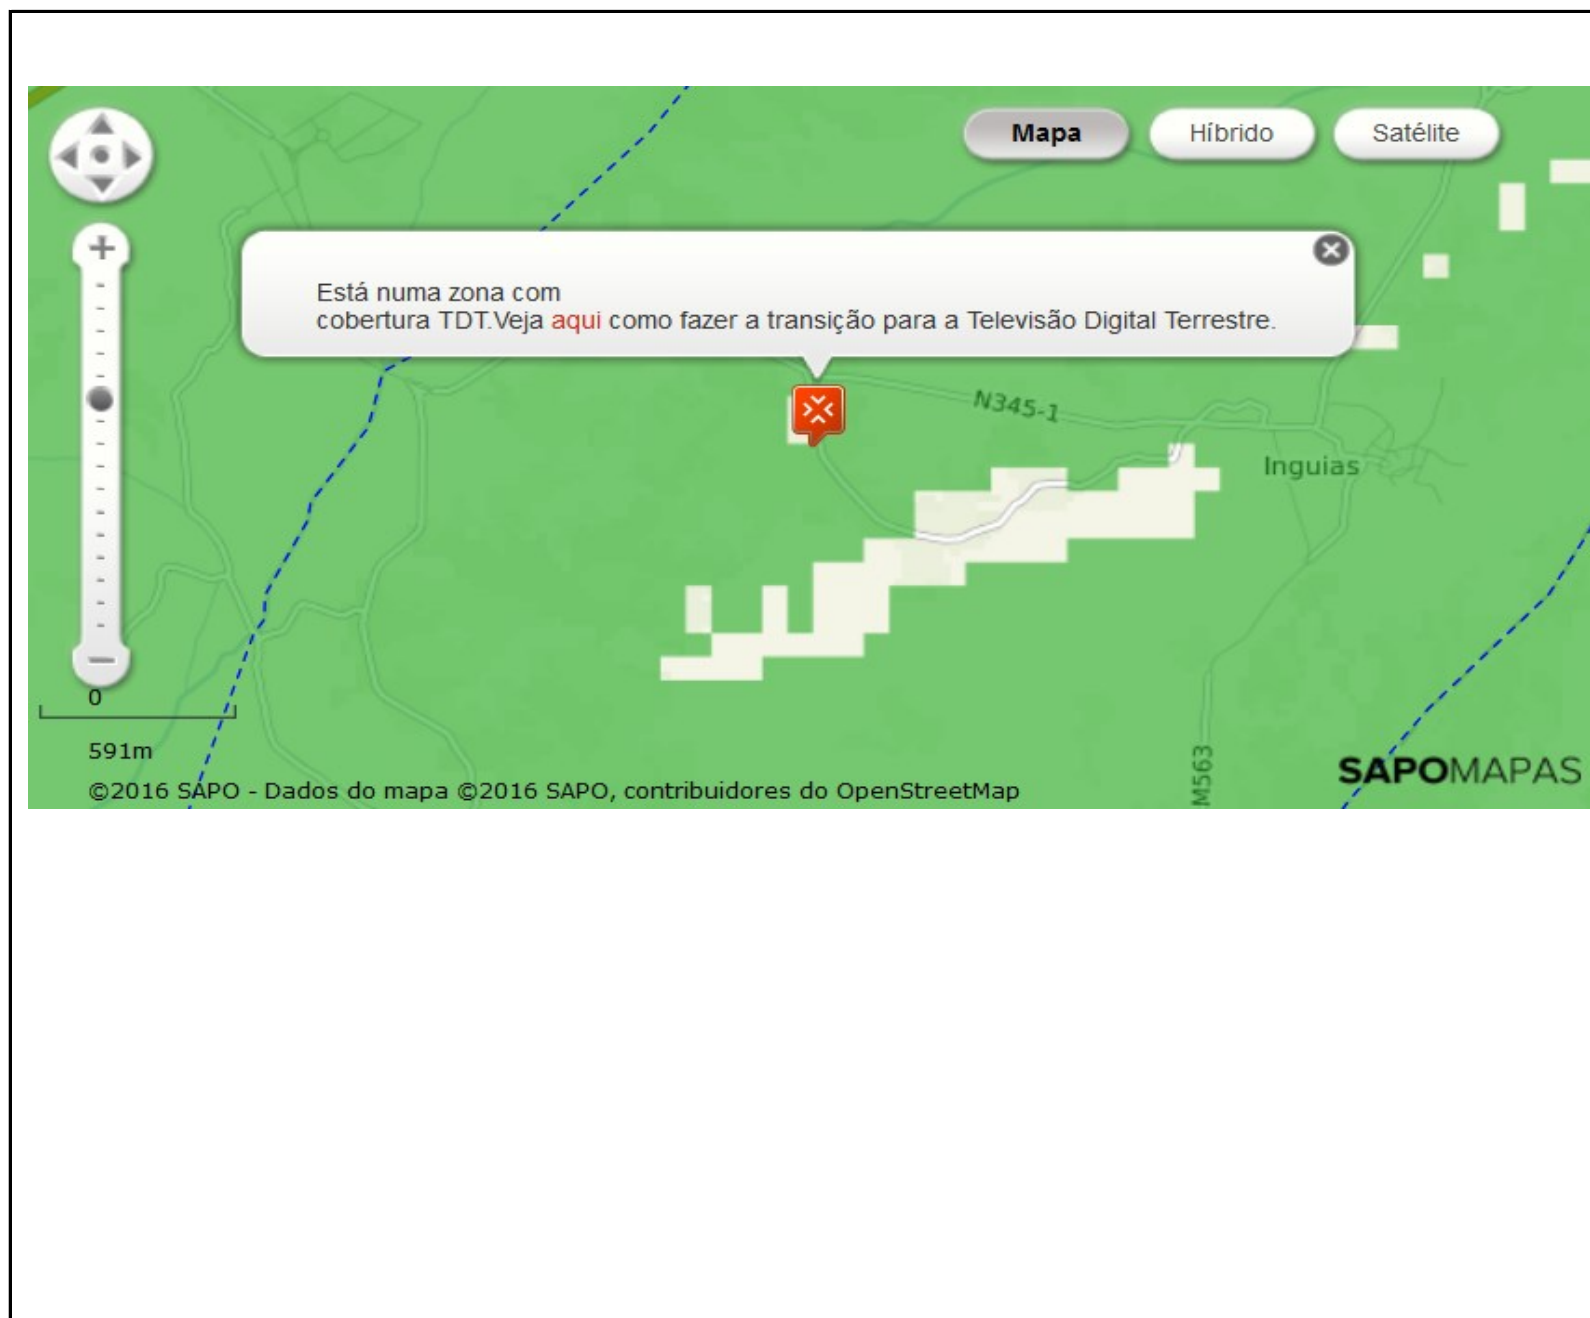 Mapa
Híbrido
Satélite
Está numa zona com
cobertura TDT.Veja aqui como fazer a transição para a Televisão Digital Terrestre.
N345-1
Inguias
0
591m
M563
SAPOMAPAS
©2016 SAPO - Dados do mapa ©2016 SAPO, contribuidores do OpenStreetMap